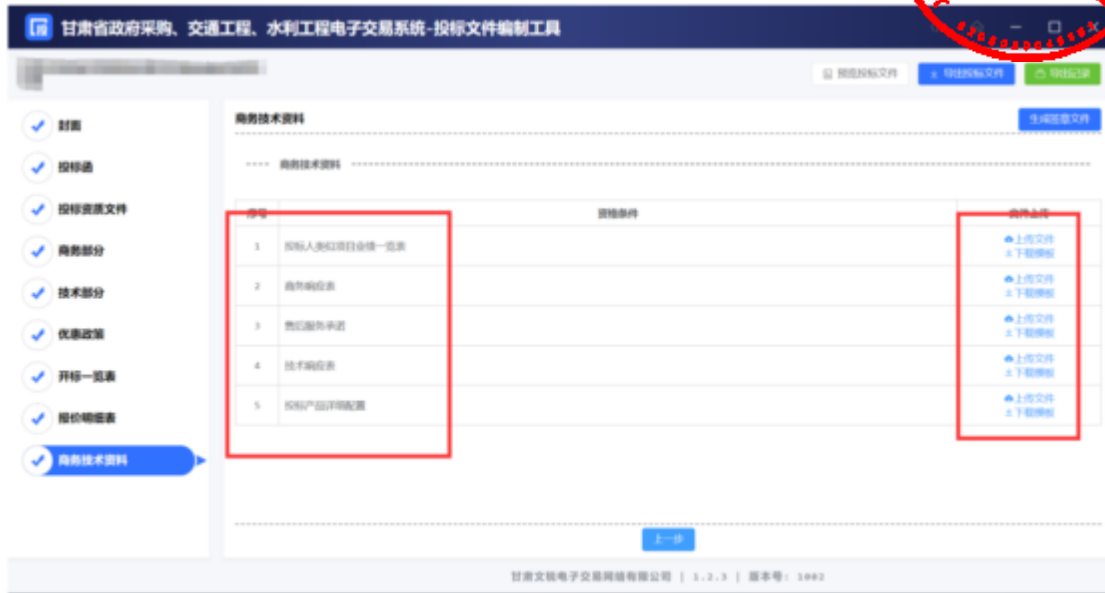 甘肃省政府采购、交通工程、水利工程电子交易系统-投标文件编制工具
预览投标文件 导出投标文件 导出记录
封面
投标函
投标资质文件
商务部分
技术部分
优惠政策
开标一览表
报价明细表
商务技术资料
商务技术资料 生成签章文件
商务技术资料
序号 资格条件 文件上传
1 投标人类似项目业绩一览表 上传文件
下载模板
2 商务响应表 上传文件
下载模板
3 售后服务承诺 上传文件
下载模板
4 技术响应表 上传文件
下载模板
5 投标产品详细配置 上传文件
下载模板
上一步
甘肃文锐电子交易网络有限公司 | 1.2.3 | 版本号: 1002